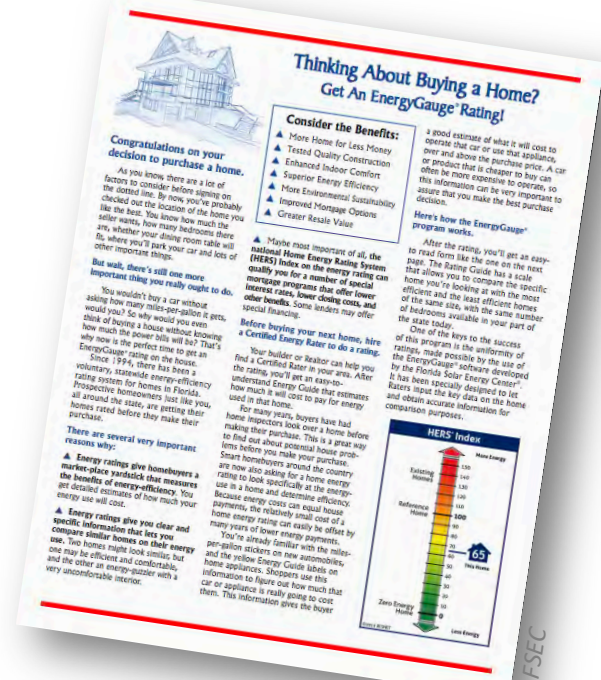 Thinking About Buying a Home?
Get An EnergyGauge® Rating!
Congratulations on your
decision to purchase a home.
As you know, there are a lot of
factors to consider before signing on
the dotted line. By now, you've probably
checked out the location of the home you
like the best. You know how much the
seller wants, how many bedrooms there
are, whether your dining room table will
fit, where you'll park your car and lots of
other important things.
But wait, there's still one more
important thing you really ought to do.
You wouldn't buy a car without
asking how many miles-per-gallon it gets,
would you? So why would you even
think of buying a house without knowing
how much the power bills will be? That's
why now is the perfect time to get an
EnergyGauge® rating on the house.
Since 1994, there has been a
voluntary, statewide energy-efficiency
rating system for homes in Florida.
Prospective homeowners just like you,
all around the state, are getting their
homes rated before they make their
purchase.
There are several very important
reasons why:
▲ Energy ratings give homebuyers a
market-place yardstick that measures
the benefits of energy-efficiency. You
get detailed estimates of how much your
energy use will cost.
▲ Energy ratings give you clear and
specific information that lets you
compare similar homes on their energy
use. Two homes might look similar, but
one may be efficient and comfortable,
and the other an energy-guzzler with a
very uncomfortable interior.
Consider the Benefits:
▲ More Home for Less Money
▲ Tested Quality Construction
▲ Enhanced Indoor Comfort
▲ Superior Energy Efficiency
▲ More Environmental Sustainability
▲ Improved Mortgage Options
▲ Greater Resale Value
▲ Maybe most important of all, the
national Home Energy Rating System
(HERS) Index on the energy rating can
qualify you for a number of special
mortgage programs that offer lower
interest rates, lower closing costs, and
other benefits. Some lenders may offer
special financing.
Before buying your next home, hire
a Certified Energy Rater to do a rating.
Your builder or Realtor can help you
find a Certified Rater in your area. After
the rating, you'll get an easy-to-
understand Energy Guide that estimates
how much it will cost to pay for energy
used in that home.
For many years, buyers have had
home inspectors look over a home before
making their purchase. This is a great way
to find out about potential house prob-
lems before you make your purchase.
Smart homebuyers around the country
are now also asking for a home energy
rating to look specifically at the energy-
use in a home and determine efficiency.
Because energy costs can equal house
payments, the relatively small cost of a
home energy rating can easily be offset by
many years of lower energy payments.
You're already familiar with the miles-
per-gallon stickers on new automobiles,
and the yellow Energy Guide labels on
home appliances. Shoppers use this
information to figure out how much that
car or appliance is really going to cost
them. This information gives the buyer
a good estimate of what it will cost to
operate that car or use that appliance,
over and above the purchase price. A car
or product that is cheaper to buy can
often be more expensive to operate, so
this information can be very important to
assure that you make the best purchase
decision.
Here's how the EnergyGauge®
program works.
After the rating, you'll get an easy-
to read form like the one on the next
page. The Rating Guide has a scale
that allows you to compare the specific
home you're looking at with the most
efficient and the least efficient homes
of the same size, with the same number
of bedrooms available in your part of
the state today.
One of the keys to the success
of this program is the uniformity of
ratings, made possible by the use of
the EnergyGauge® software developed
by the Florida Solar Energy Center®.
It has been specially designed to let
Raters input the key data on the home
and obtain accurate information for
comparison purposes.
HERS® Index
More Energy
150
140
Existing
Homes
130
120
110
Reference
Home
100
90
80
70
65
This Home
60
50
40
30
20
10
Zero Energy
Home
0
Less Energy
©2013 RESNET
FSEC